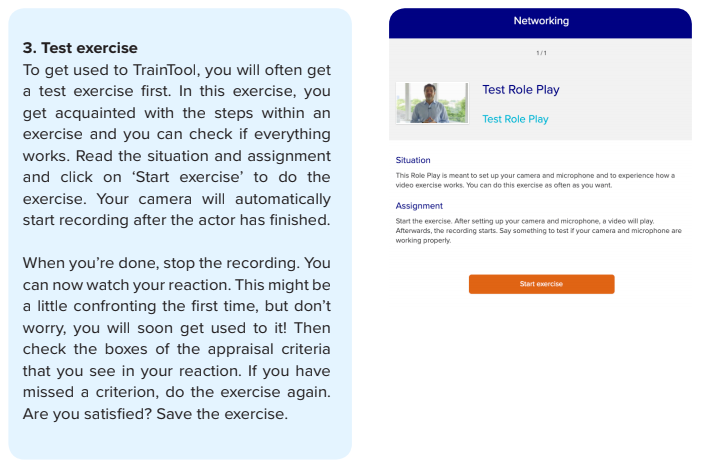 3. Test exercise
To get used to TrainTool, you will often get
a test exercise first. In this exercise, you
get acquainted with the steps within an
exercise and you can check if everything
works. Read the situation and assignment
and click on ‘Start exercise’ to do the
exercise. Your camera will automatically
start recording after the actor has finished.
When you’re done, stop the recording. You
can now watch your reaction. This might be
a little confronting the first time, but don’t
worry, you will soon get used to it! Then
check the boxes of the appraisal criteria
that you see in your reaction. If you have
missed a criterion, do the exercise again.
Are you satisfied? Save the exercise.
Networking
1 / 1
Test Role Play
Test Role Play
Situation
This Role Play is meant to set up your camera and microphone and to experience how a
video exercise works. You can do this exercise as often as you want.
Assignment
Start the exercise. After setting up your camera and microphone, a video will play.
Afterwards, the recording starts. Say something to test if your camera and microphone are
working properly.
Start exercise